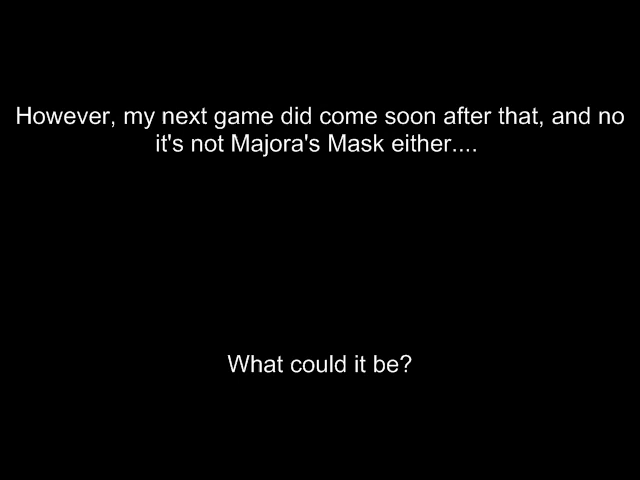 However, my next game did come soon after that, and no
it's not Majora's Mask either....
What could it be?